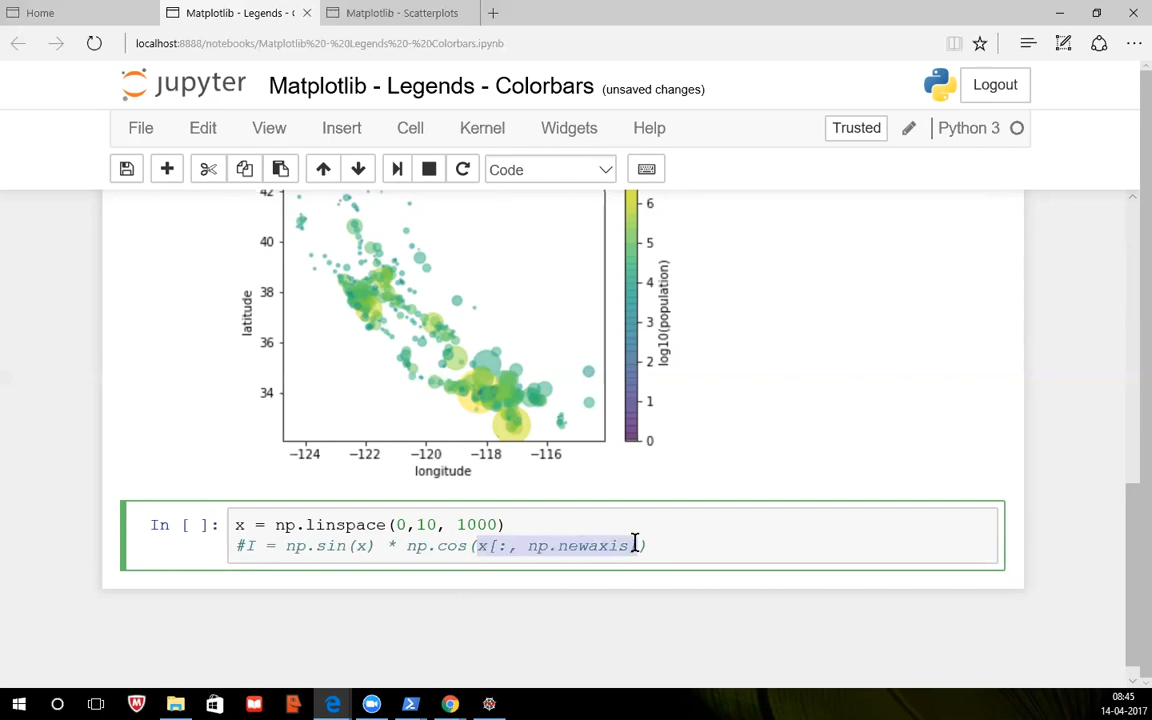 Home
Matplotlib - Legends - C
Matplotlib - Scatterplots
localhost:8888/notebooks/Matplotlib%20-%20Legends%20-%20Colorbars.ipynb
jupyter Matplotlib - Legends - Colorbars (unsaved changes)
Logout
File Edit View Insert Cell Kernel Widgets Help
Trusted
Python 3
Code
42
40
38
36
34
latitude
−124 −122 −120 −118 −116
longitude
6
5
4
3
2
1
0
log10(population)
In [ ]: x = np.linspace(0,10, 1000)
#I = np.sin(x) * np.cos(x[:, np.newaxis])
08:45
14-04-2017